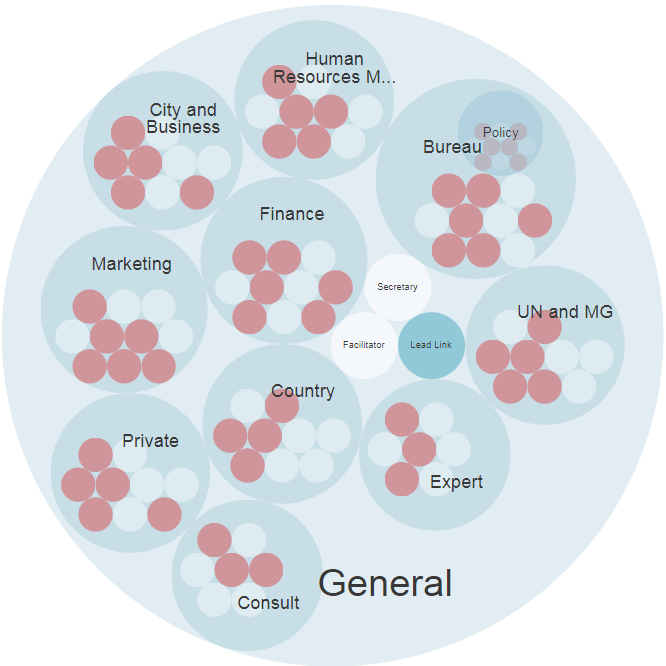 Human
Resources M...
City and
Business
Policy
Bureau
Finance
Marketing
Secretary
UN and MG
Facilitator
Lead Link
Country
Private
Expert
General
Consult